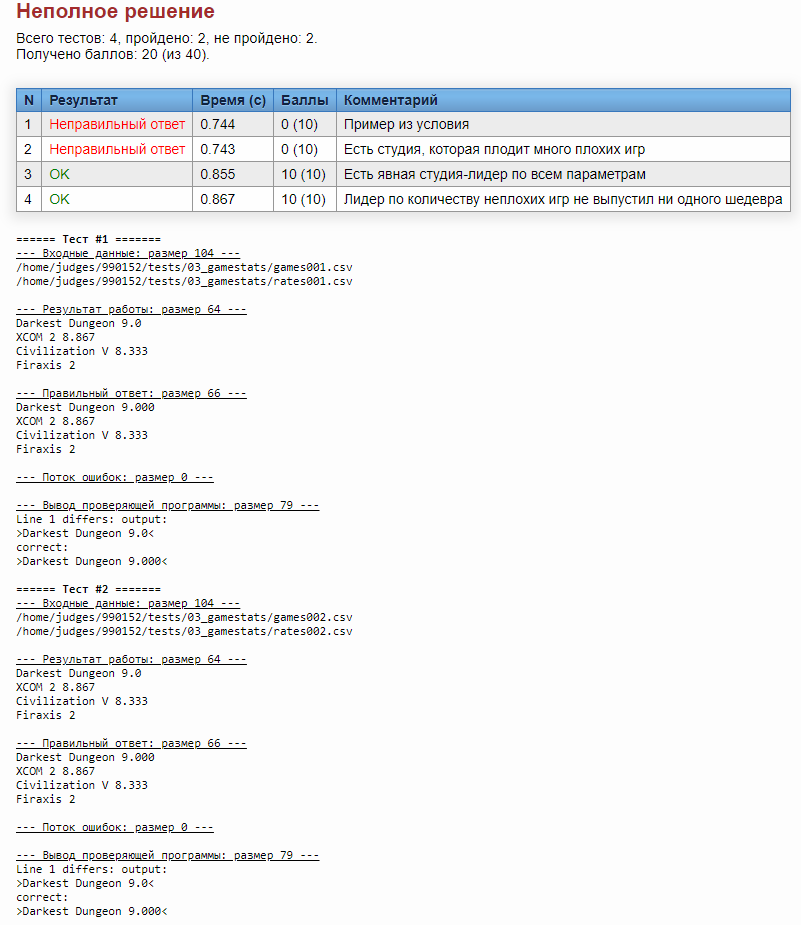 Неполное решение
Всего тестов: 4, пройдено: 2, не пройдено: 2.
Получено баллов: 20 (из 40).
N Результат Время (с) Баллы Комментарий
1 Неправильный ответ 0.744 0 (10) Пример из условия
2 Неправильный ответ 0.743 0 (10) Есть студия, которая плодит много плохих игр
3 OK 0.855 10 (10) Есть явная студия-лидер по всем параметрам
4 OK 0.867 10 (10) Лидер по количеству неплохих игр не выпустил ни одного шедевра
====== Тест #1 =======
--- Входные данные: размер 104 ---
/home/judges/990152/tests/03_gamestats/games001.csv
/home/judges/990152/tests/03_gamestats/rates001.csv
--- Результат работы: размер 64 ---
Darkest Dungeon 9.0
XCOM 2 8.867
Civilization V 8.333
Firaxis 2
--- Правильный ответ: размер 66 ---
Darkest Dungeon 9.000
XCOM 2 8.867
Civilization V 8.333
Firaxis 2
--- Поток ошибок: размер 0 ---
--- Вывод проверяющей программы: размер 79 ---
Line 1 differs: output:
>Darkest Dungeon 9.0<
correct:
>Darkest Dungeon 9.000<
====== Тест #2 =======
--- Входные данные: размер 104 ---
/home/judges/990152/tests/03_gamestats/games002.csv
/home/judges/990152/tests/03_gamestats/rates002.csv
--- Результат работы: размер 64 ---
Darkest Dungeon 9.0
XCOM 2 8.867
Civilization V 8.333
Firaxis 2
--- Правильный ответ: размер 66 ---
Darkest Dungeon 9.000
XCOM 2 8.867
Civilization V 8.333
Firaxis 2
--- Поток ошибок: размер 0 ---
--- Вывод проверяющей программы: размер 79 ---
Line 1 differs: output:
>Darkest Dungeon 9.0<
correct:
>Darkest Dungeon 9.000<